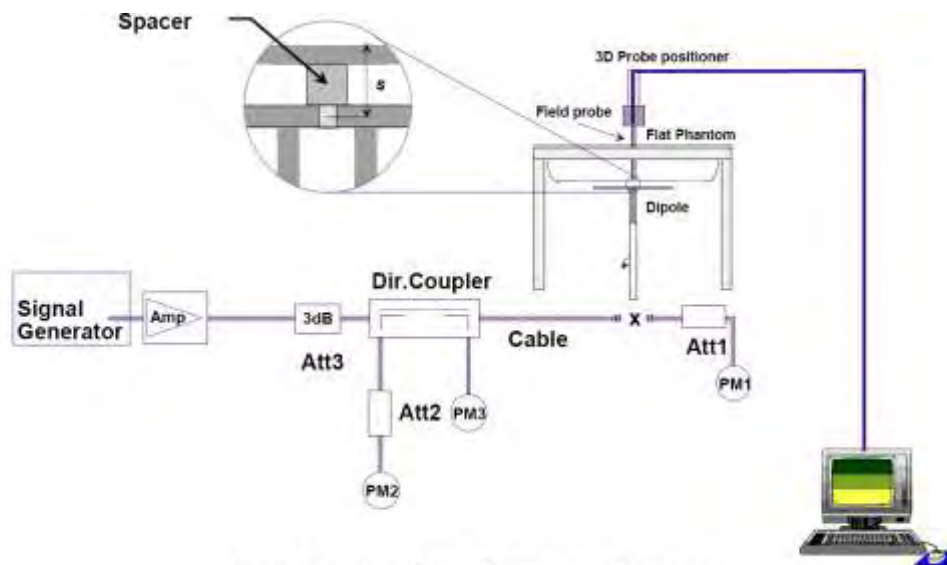 Spacer
s
3D Probe positioner
Field probe
Flat Phantom
Dipole
Signal
Generator
Amp
3dB
Att3
Dir.Coupler
Cable
x
Att1
PM1
Att2
PM3
PM2